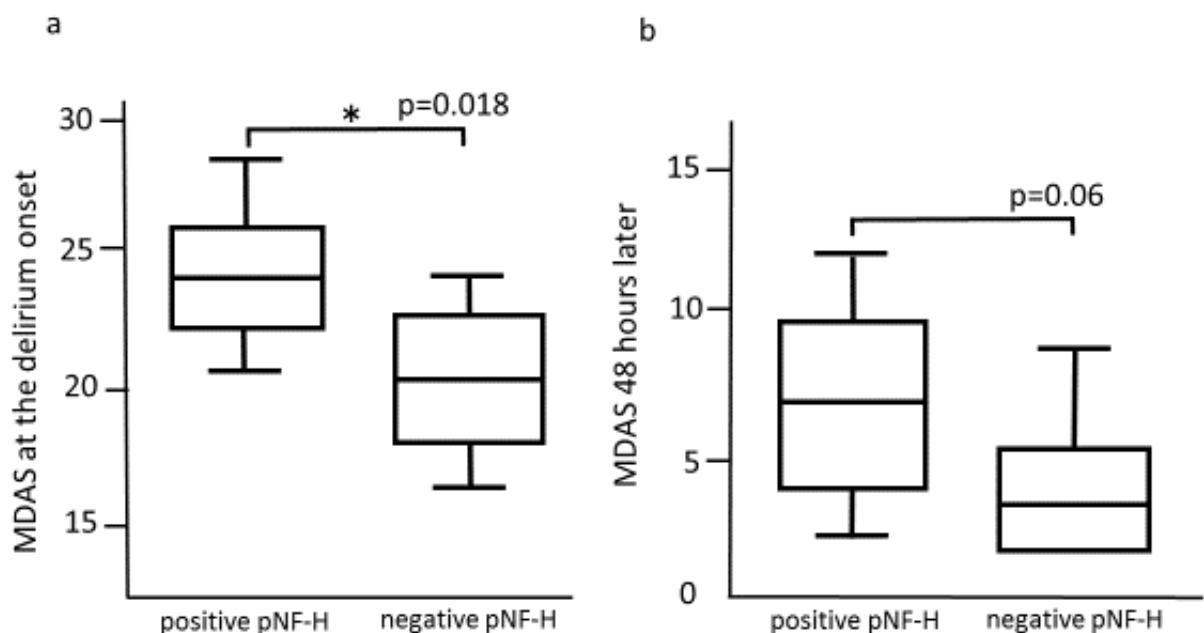 a
30
25
20
15
MDAS at the delirium onset
* p=0.018
positive pNF-H negative pNF-H
b
15
10
5
0
MDAS 48 hours later
p=0.06
positive pNF-H negative pNF-H